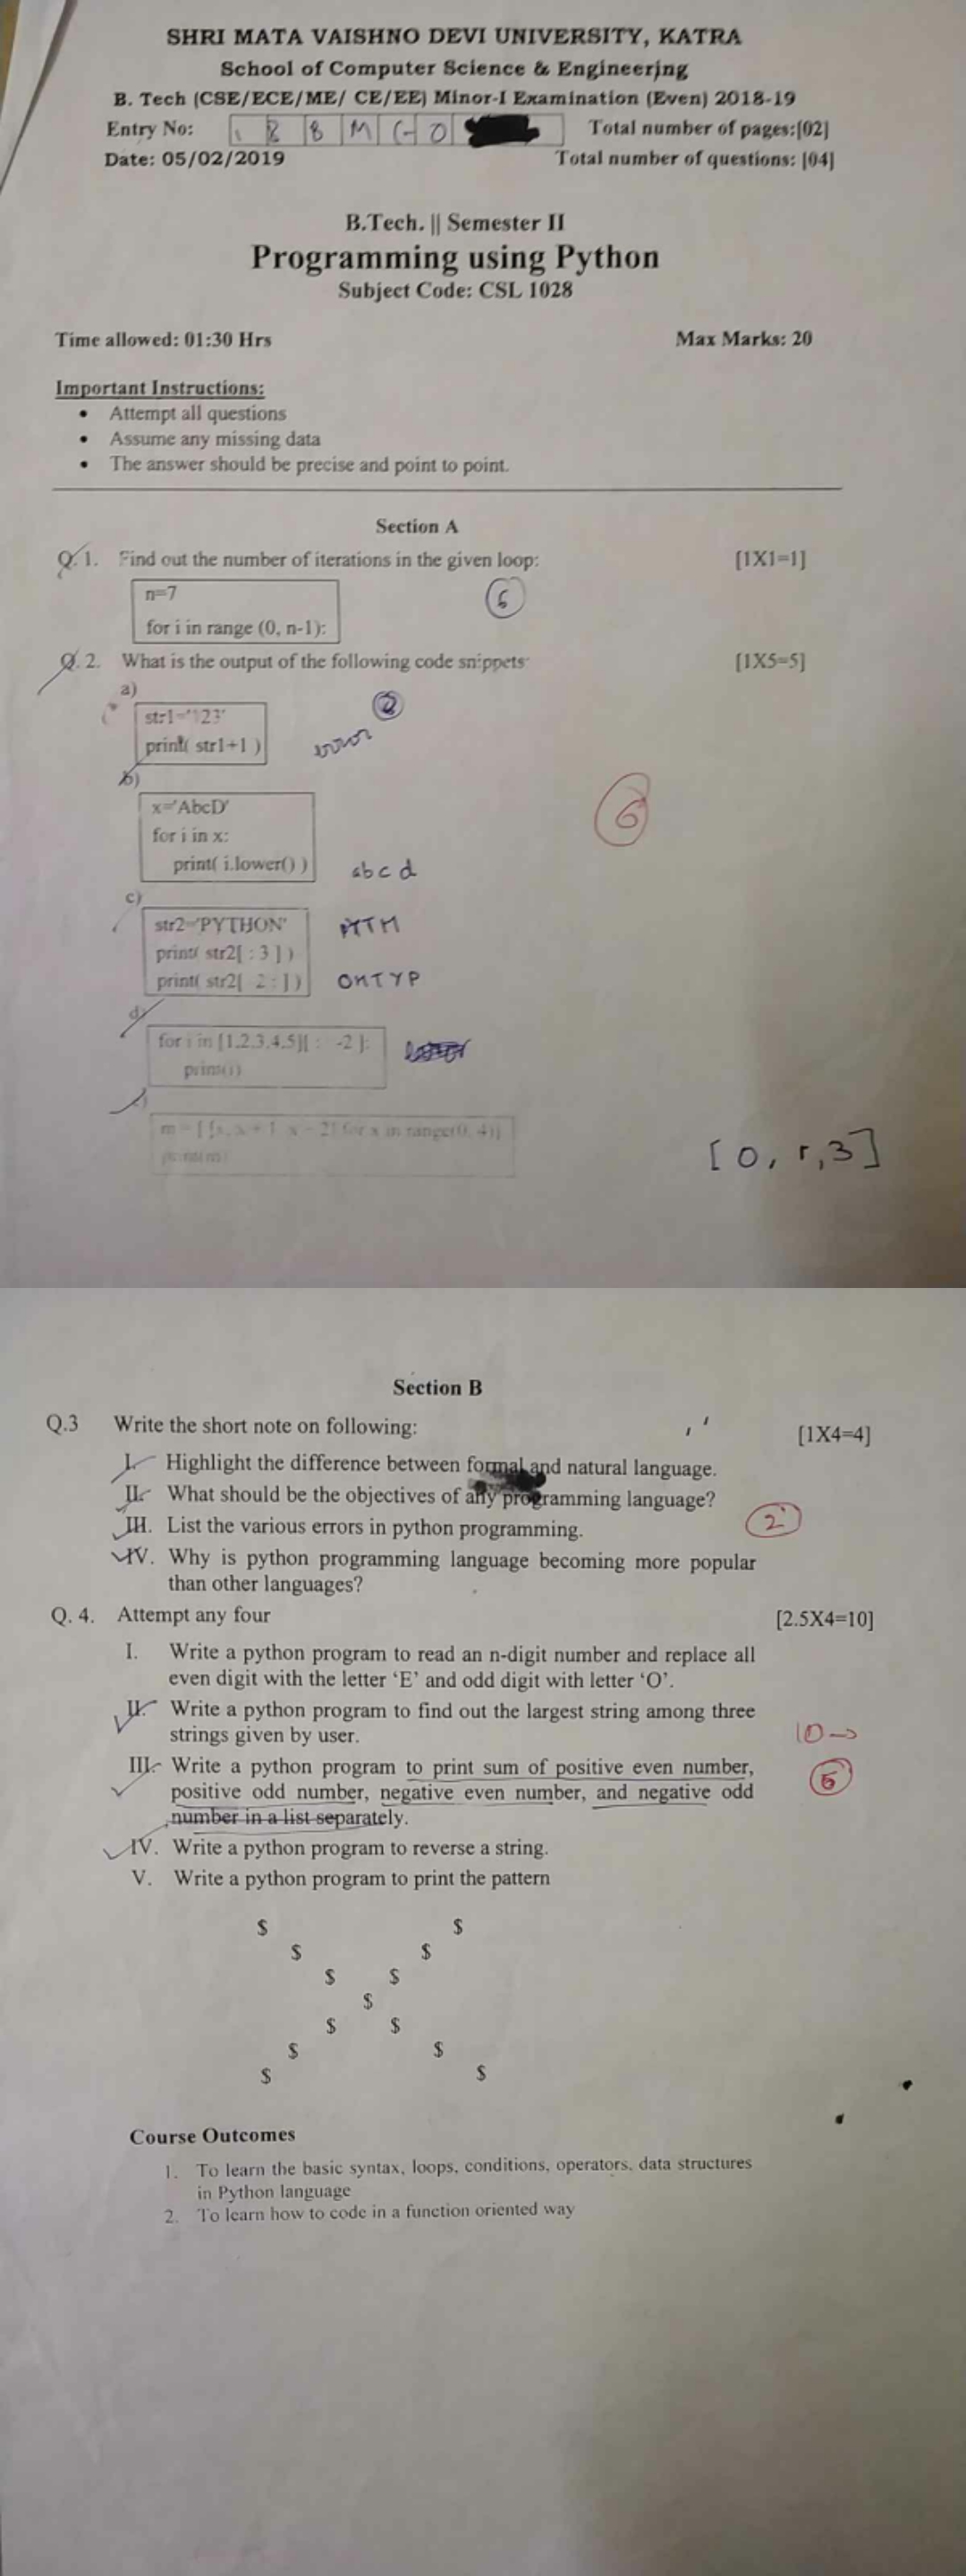 SHRI MATA VAISHNO DEVI UNIVERSITY, KATRA
School of Computer Science & Engineering
B. Tech (CSE/ECE/ME/ CE/EE) Minor-I Examination (Even) 2018-19
Entry No: 1 8 B M G 0 Total number of pages:[02]
Date: 05/02/2019 Total number of questions: [04]
B.Tech. || Semester II
Programming using Python
Subject Code: CSL 1028
Time allowed: 01:30 Hrs Max Marks: 20
Important Instructions:
• Attempt all questions
• Assume any missing data
• The answer should be precise and point to point.
Section A
Q. 1. Find out the number of iterations in the given loop: [1X1=1]
n=7
6
for i in range (0, n-1):
Q. 2. What is the output of the following code snippets: [1X5=5]
a)
str1='123'
print( str1+1 ) error
b)
x='AbcD'
6
for i in x:
print( i.lower() ) abcd
c)
str2='PYTHON'
print( str2[ : 3 ] )
print( str2[ 2 : ] ) OHTYP
d)
for i in [1,2,3,4,5][ : -2 ]:
print(i)
for x in range(0, 4)]
print(m) [0, 3]
Section B
Q.3 Write the short note on following: [1X4=4]
I. Highlight the difference between formal and natural language.
II. What should be the objectives of any programming language?
III. List the various errors in python programming. 2
IV. Why is python programming language becoming more popular
than other languages?
Q. 4. Attempt any four [2.5X4=10]
I. Write a python program to read an n-digit number and replace all
even digit with the letter ‘E’ and odd digit with letter ‘O’.
II. Write a python program to find out the largest string among three
strings given by user. 10→
III. Write a python program to print sum of positive even number,
positive odd number, negative even number, and negative odd
number in a list separately.
IV. Write a python program to reverse a string.
V. Write a python program to print the pattern
$ $
$ $
$ $
$
$ $
$ $
$ $
Course Outcomes
1. To learn the basic syntax, loops, conditions, operators, data structures
in Python language
2. To learn how to code in a function oriented way